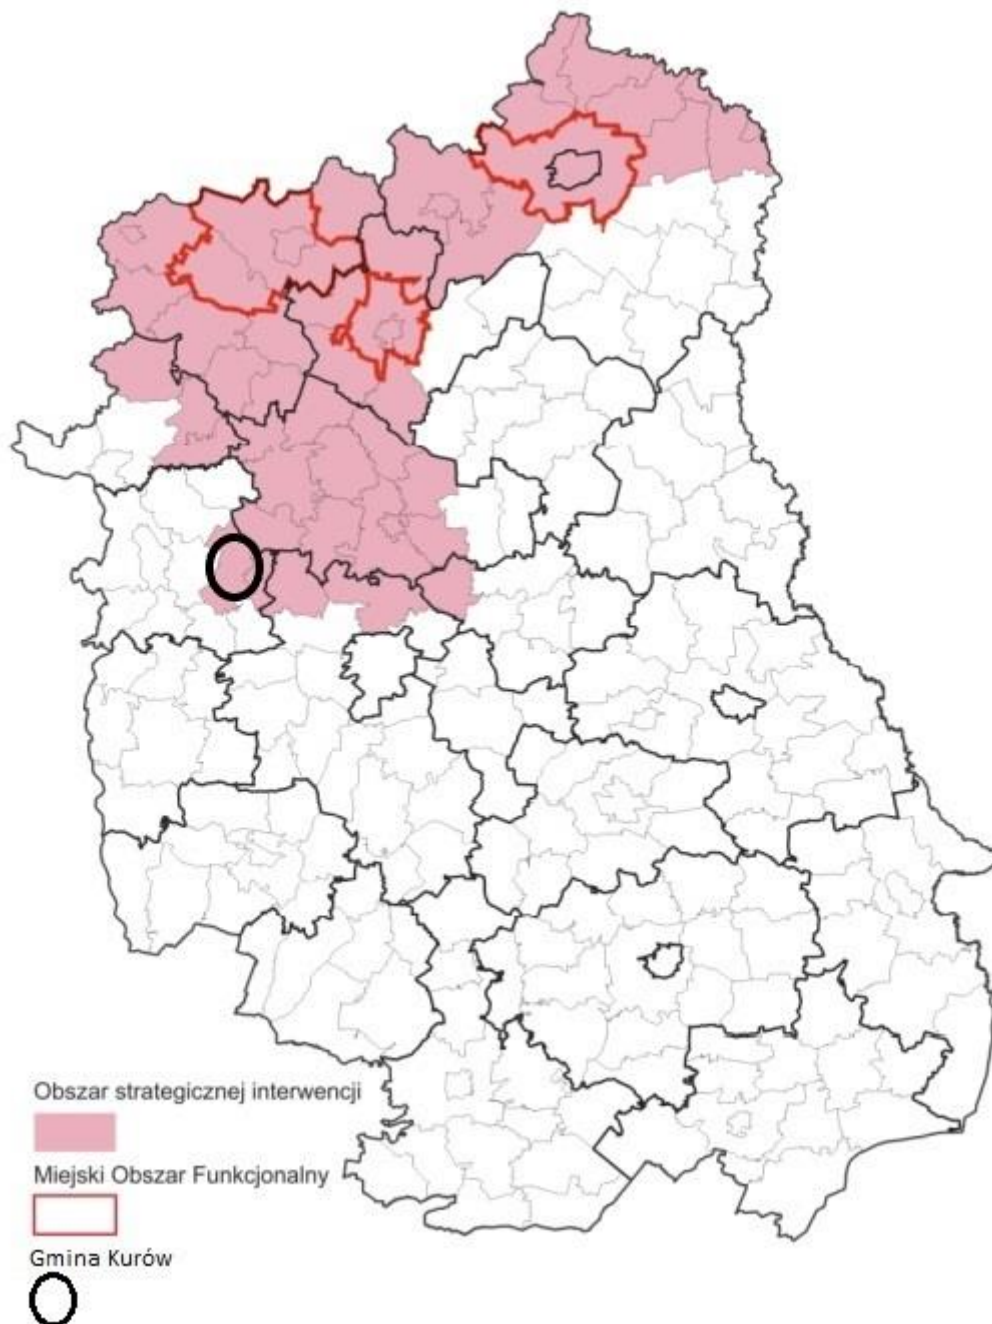 Obszar strategicznej interwencji
Miejski Obszar Funkcjonalny
Gmina Kurów